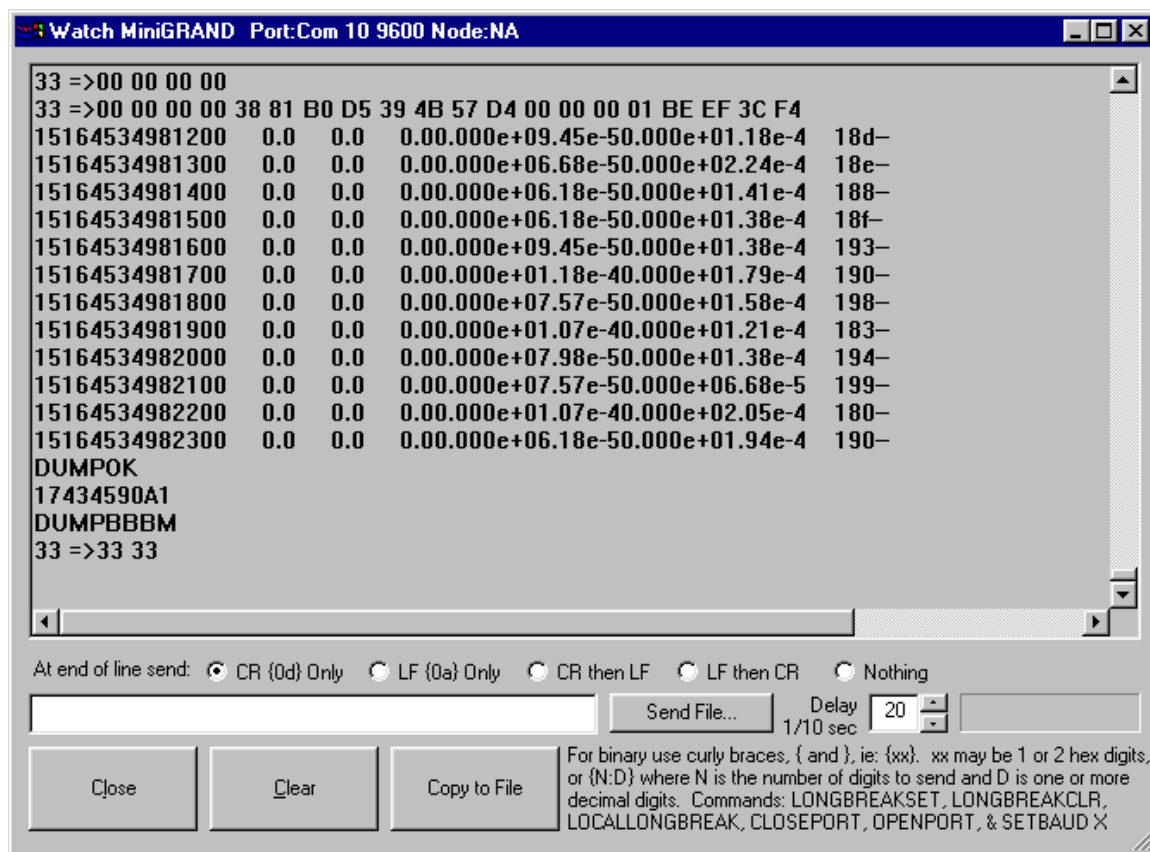 Watch MiniGRAND Port:Com 10 9600 Node:NA
33 =>00 00 00 00
33 =>00 00 00 00 38 81 B0 D5 39 4B 57 D4 00 00 00 01 BE EF 3C F4
15164534981200 0.0 0.0 0.00.000e+09.45e-50.000e+01.18e-4 18d–
15164534981300 0.0 0.0 0.00.000e+06.68e-50.000e+02.24e-4 18e–
15164534981400 0.0 0.0 0.00.000e+06.18e-50.000e+01.41e-4 188–
15164534981500 0.0 0.0 0.00.000e+06.18e-50.000e+01.38e-4 18f–
15164534981600 0.0 0.0 0.00.000e+09.45e-50.000e+01.38e-4 193–
15164534981700 0.0 0.0 0.00.000e+01.18e-40.000e+01.79e-4 190–
15164534981800 0.0 0.0 0.00.000e+07.57e-50.000e+01.58e-4 198–
15164534981900 0.0 0.0 0.00.000e+01.07e-40.000e+01.21e-4 183–
15164534982000 0.0 0.0 0.00.000e+07.98e-50.000e+01.38e-4 194–
15164534982100 0.0 0.0 0.00.000e+07.57e-50.000e+06.68e-5 199–
15164534982200 0.0 0.0 0.00.000e+01.07e-40.000e+02.05e-4 180–
15164534982300 0.0 0.0 0.00.000e+06.18e-50.000e+01.94e-4 190–
DUMPOK
17434590A1
DUMPBBBM
33 =>33 33
At end of line send: CR {0d} Only LF {0a} Only CR then LF LF then CR Nothing
Send File... Delay 1/10 sec 20
Close Clear Copy to File
For binary use curly braces, { and }, ie: {xx}. xx may be 1 or 2 hex digits,
or {N:D} where N is the number of digits to send and D is one or more
decimal digits. Commands: LONGBREAKSET, LONGBREAKCLR,
LOCALLONGBREAK, CLOSEPORT, OPENPORT, & SETBAUD X